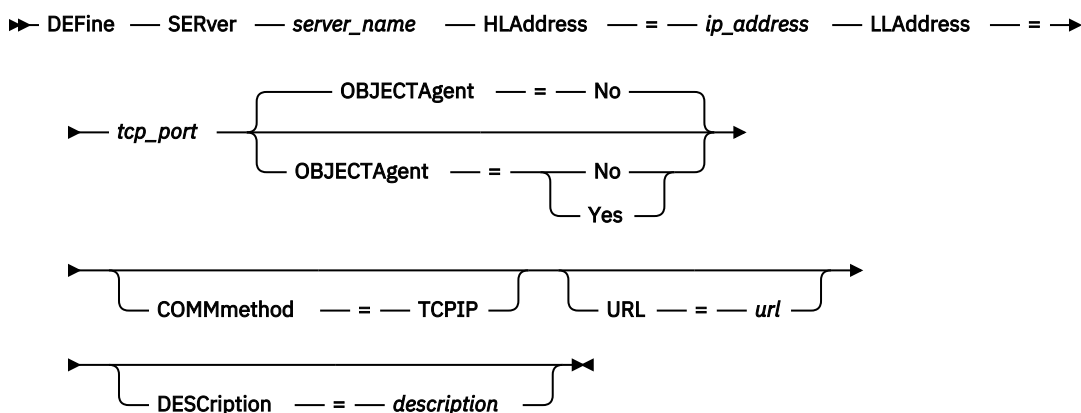 DEFine SERver server_name HLAddress = ip_address LLAddress =
OBJECTAgent = No
tcp_port
OBJECTAgent = No
Yes
COMMmethod = TCPIP URL = url
DESCription = description